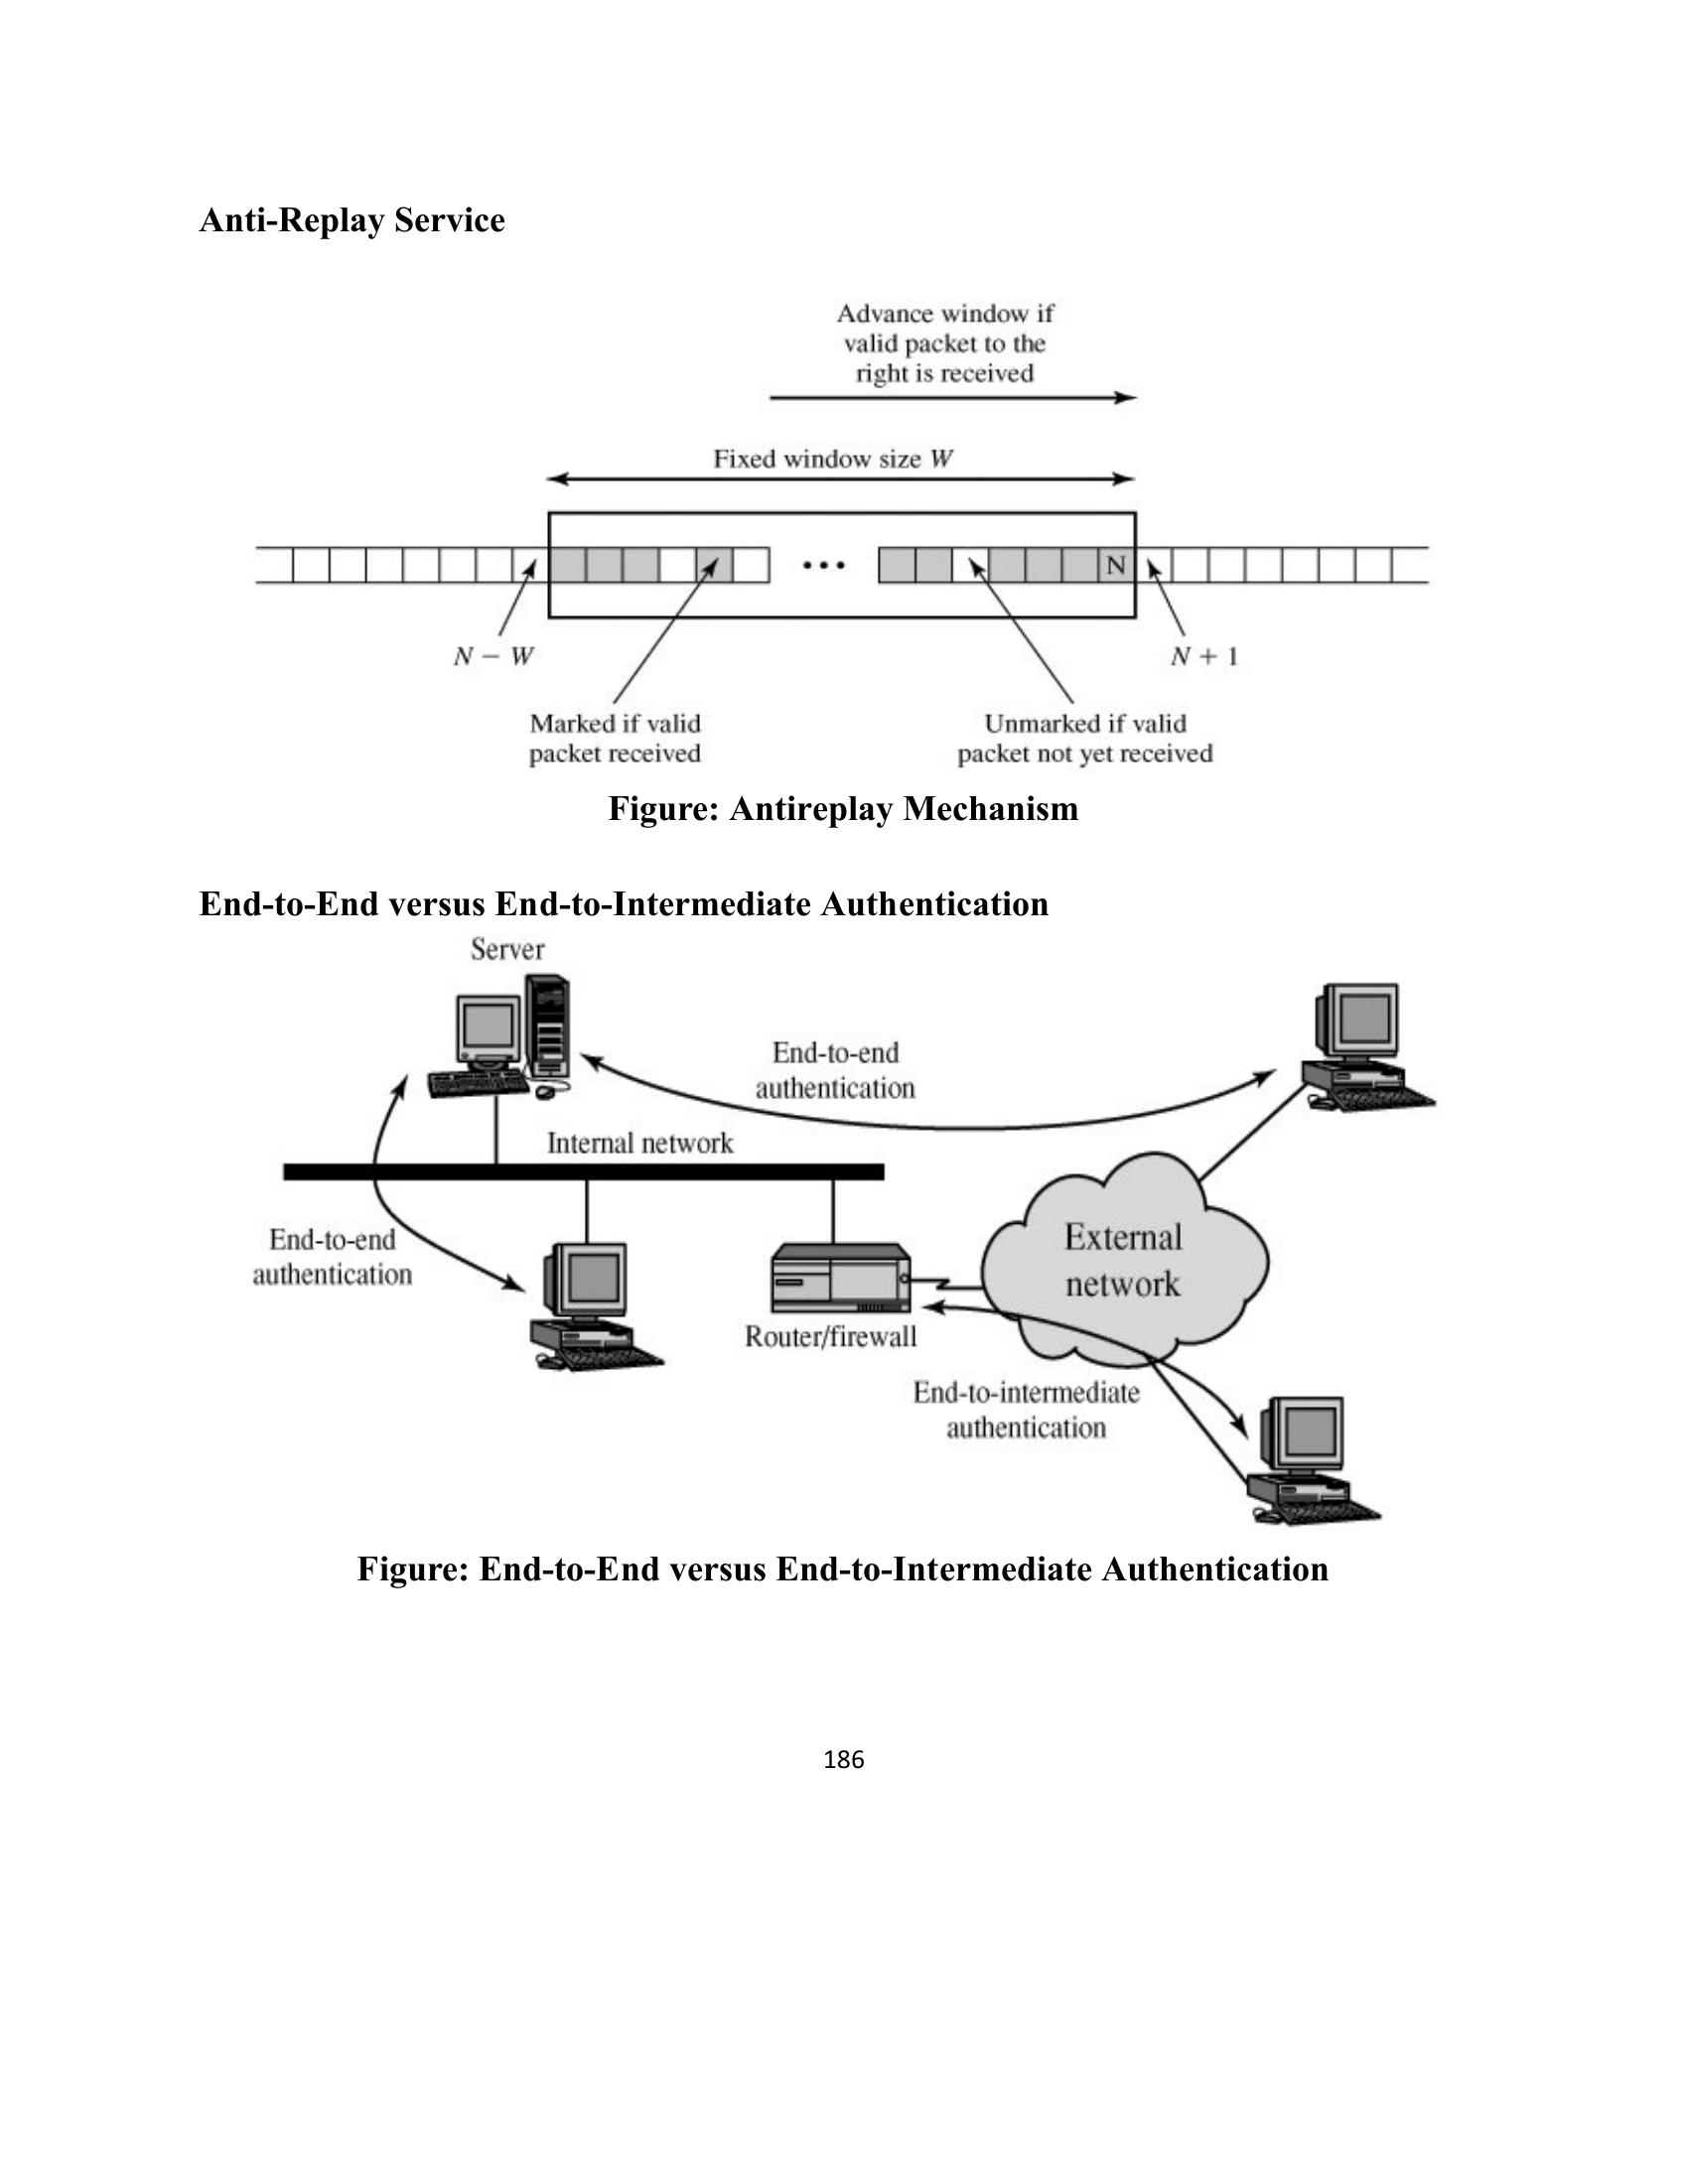 Anti-Replay Service
Advance window if
valid packet to the
right is received
Fixed window size W
N
N – W
N + 1
Marked if valid
packet received
Unmarked if valid
packet not yet received
Figure: Antireplay Mechanism
End-to-End versus End-to-Intermediate Authentication
Server
End-to-end
authentication
Internal network
End-to-end
authentication
External
network
Router/firewall
End-to-intermediate
authentication
Figure: End-to-End versus End-to-Intermediate Authentication
186